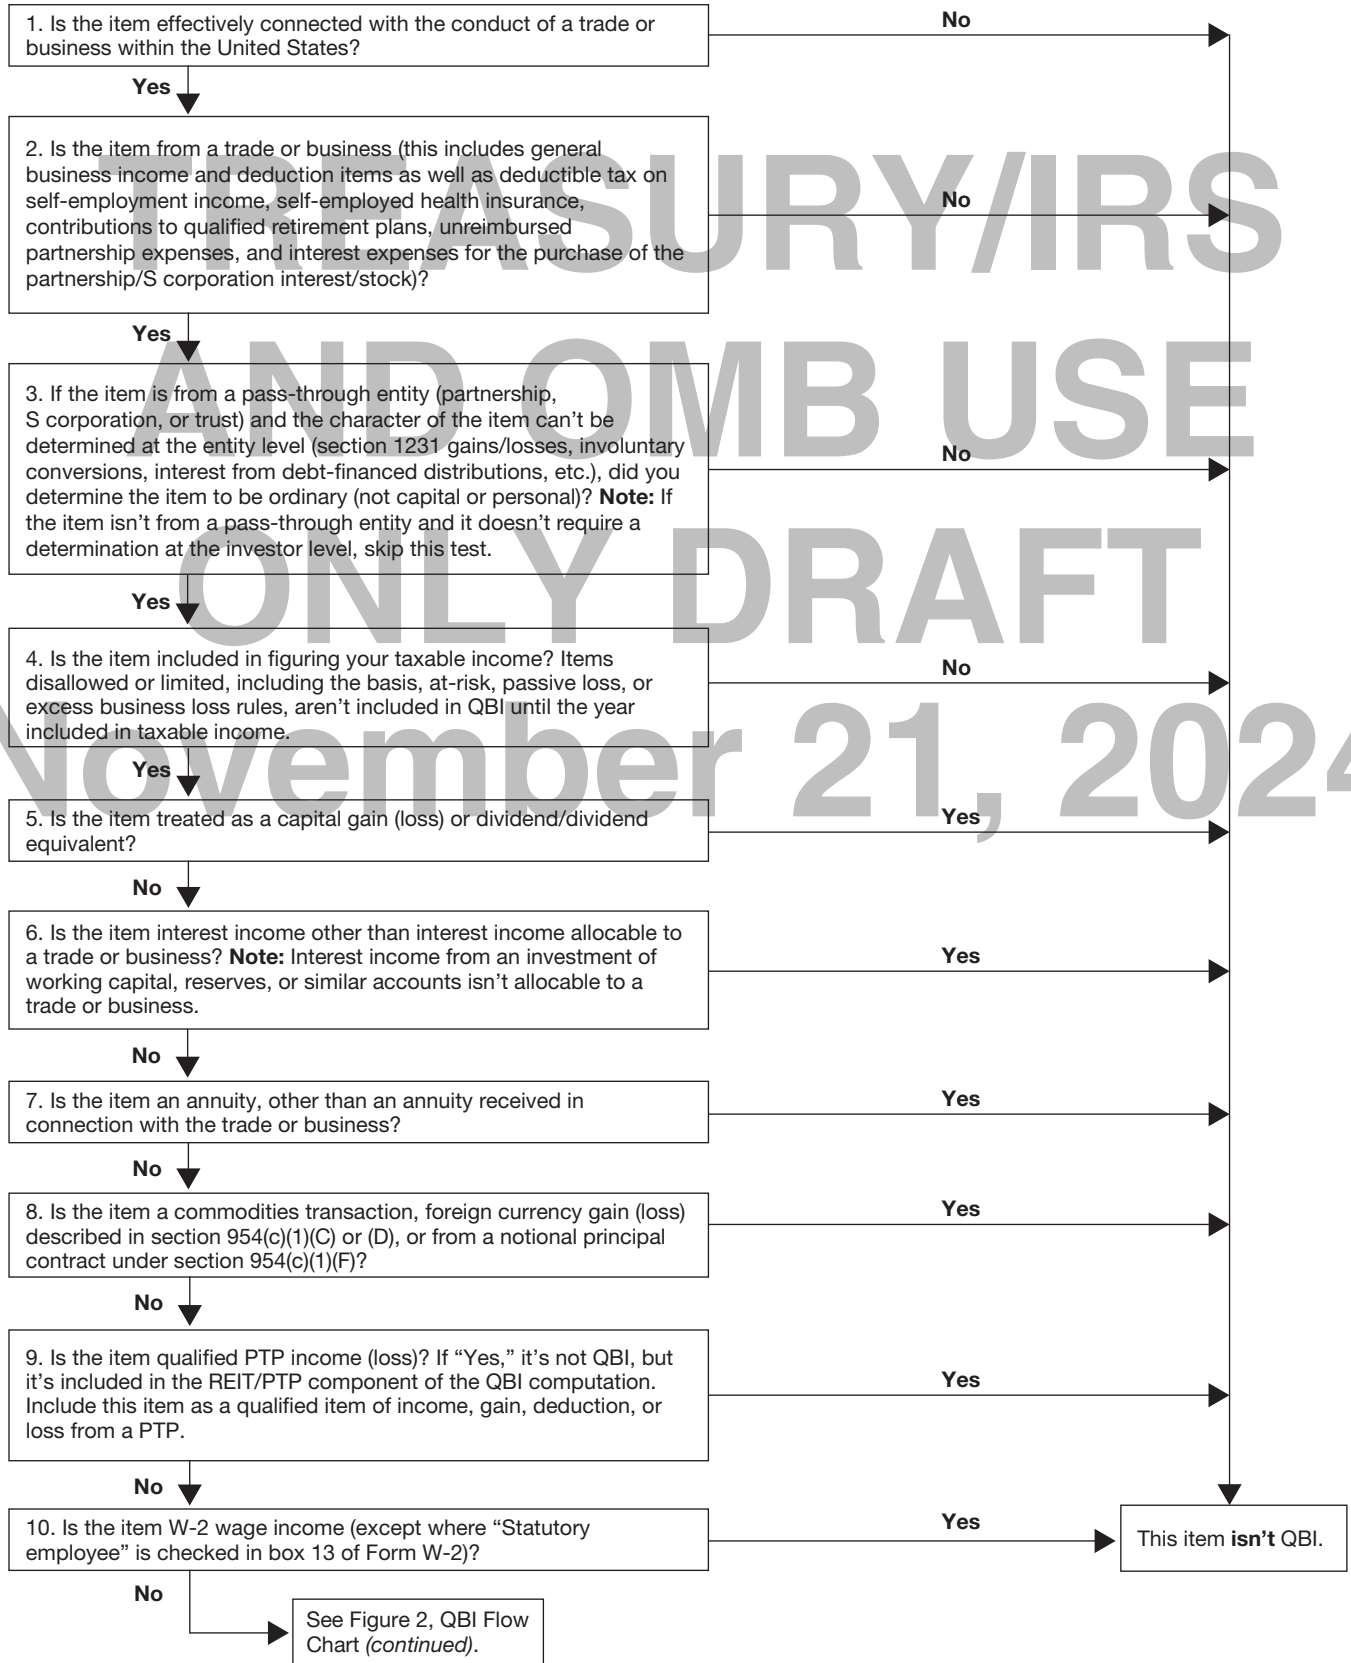 1. Is the item effectively connected with the conduct of a trade or
business within the United States?
No
Yes
2. Is the item from a trade or business (this includes general
business income and deduction items as well as deductible tax on
self-employment income, self-employed health insurance,
contributions to qualified retirement plans, unreimbursed
partnership expenses, and interest expenses for the purchase of the
partnership/S corporation interest/stock)?
No
TREASURY/IRS
Yes
3. If the item is from a pass-through entity (partnership,
S corporation, or trust) and the character of the item can't be
determined at the entity level (section 1231 gains/losses, involuntary
conversions, interest from debt-financed distributions, etc.), did you
determine the item to be ordinary (not capital or personal)? Note: If
the item isn't from a pass-through entity and it doesn't require a
determination at the investor level, skip this test.
No
AND OMB USE
ONLY DRAFT
Yes
4. Is the item included in figuring your taxable income? Items
disallowed or limited, including the basis, at-risk, passive loss, or
excess business loss rules, aren't included in QBI until the year
included in taxable income.
No
November 21, 2024
Yes
5. Is the item treated as a capital gain (loss) or dividend/dividend
equivalent?
Yes
No
6. Is the item interest income other than interest income allocable to
a trade or business? Note: Interest income from an investment of
working capital, reserves, or similar accounts isn't allocable to a
trade or business.
Yes
No
7. Is the item an annuity, other than an annuity received in
connection with the trade or business?
Yes
No
8. Is the item a commodities transaction, foreign currency gain (loss)
described in section 954(c)(1)(C) or (D), or from a notional principal
contract under section 954(c)(1)(F)?
Yes
No
9. Is the item qualified PTP income (loss)? If “Yes,” it's not QBI, but
it's included in the REIT/PTP component of the QBI computation.
Include this item as a qualified item of income, gain, deduction, or
loss from a PTP.
Yes
No
10. Is the item W-2 wage income (except where “Statutory
employee” is checked in box 13 of Form W-2)?
Yes
This item isn't QBI.
No
See Figure 2, QBI Flow
Chart (continued).